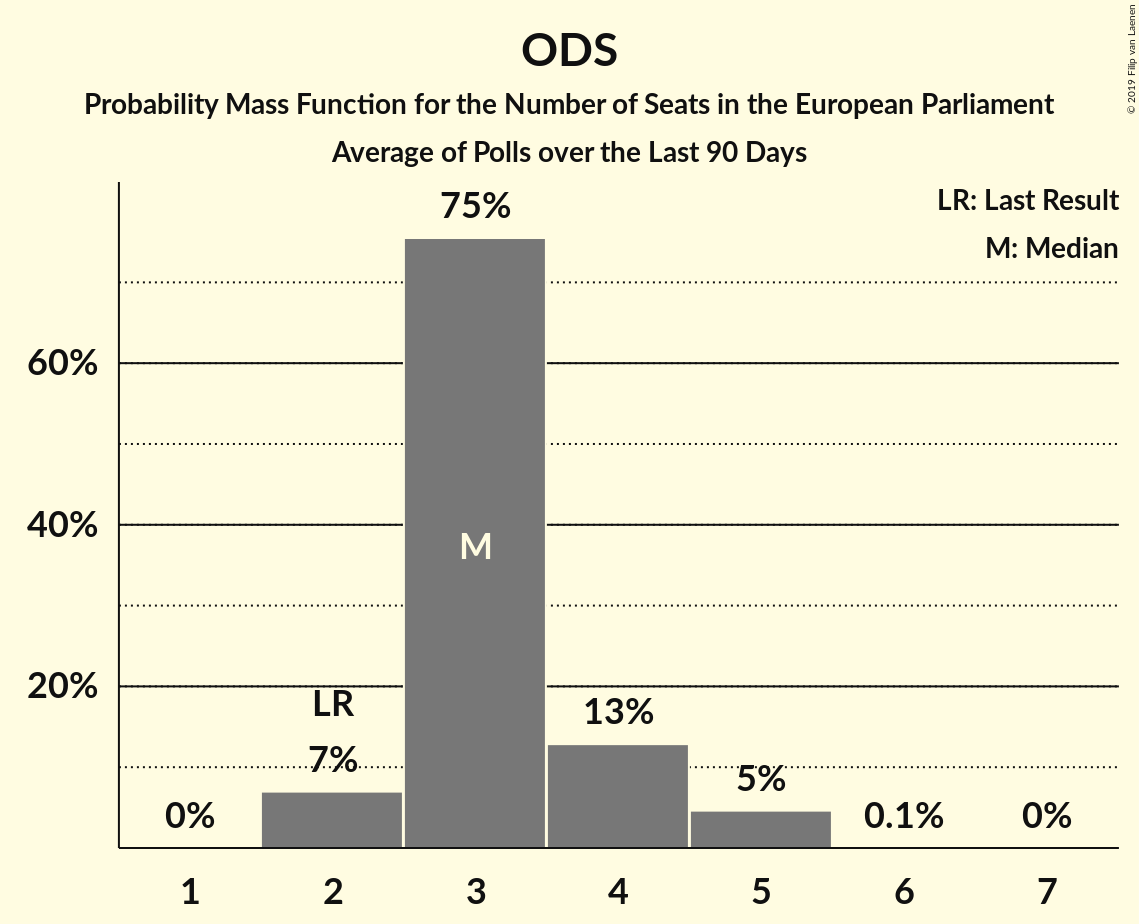 ODS
Probability Mass Function for the Number of Seats in the European Parliament
Average of Polls over the Last 90 Days
© 2019 Filip van Laenen
LR: Last Result
M: Median
75%
60%
M
40%
20%
LR
7%
13%
5%
0%
0.1%
0%
1 2 3 4 5 6 7